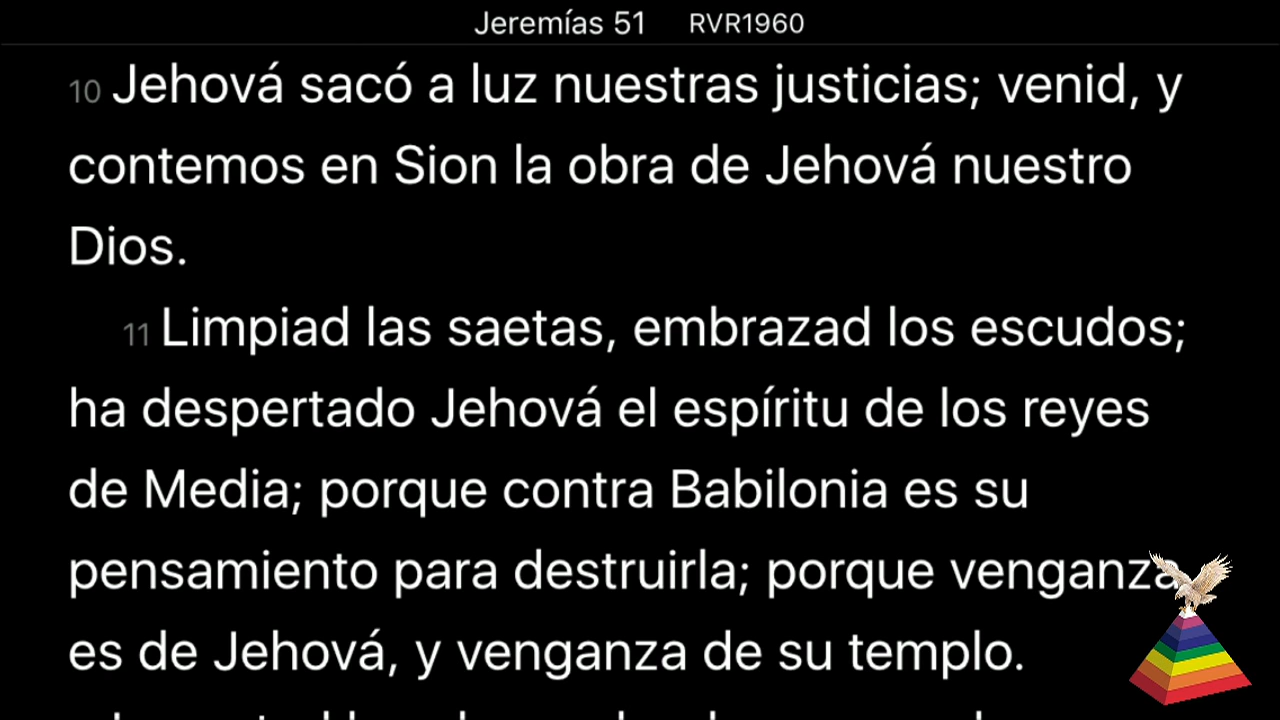 Jeremías 51 RVR1960
10 Jehová sacó a luz nuestras justicias; venid, y
contemos en Sion la obra de Jehová nuestro
Dios.
11 Limpiad las saetas, embrazad los escudos;
ha despertado Jehová el espíritu de los reyes
de Media; porque contra Babilonia es su
pensamiento para destruirla; porque venganza
es de Jehová, y venganza de su templo.